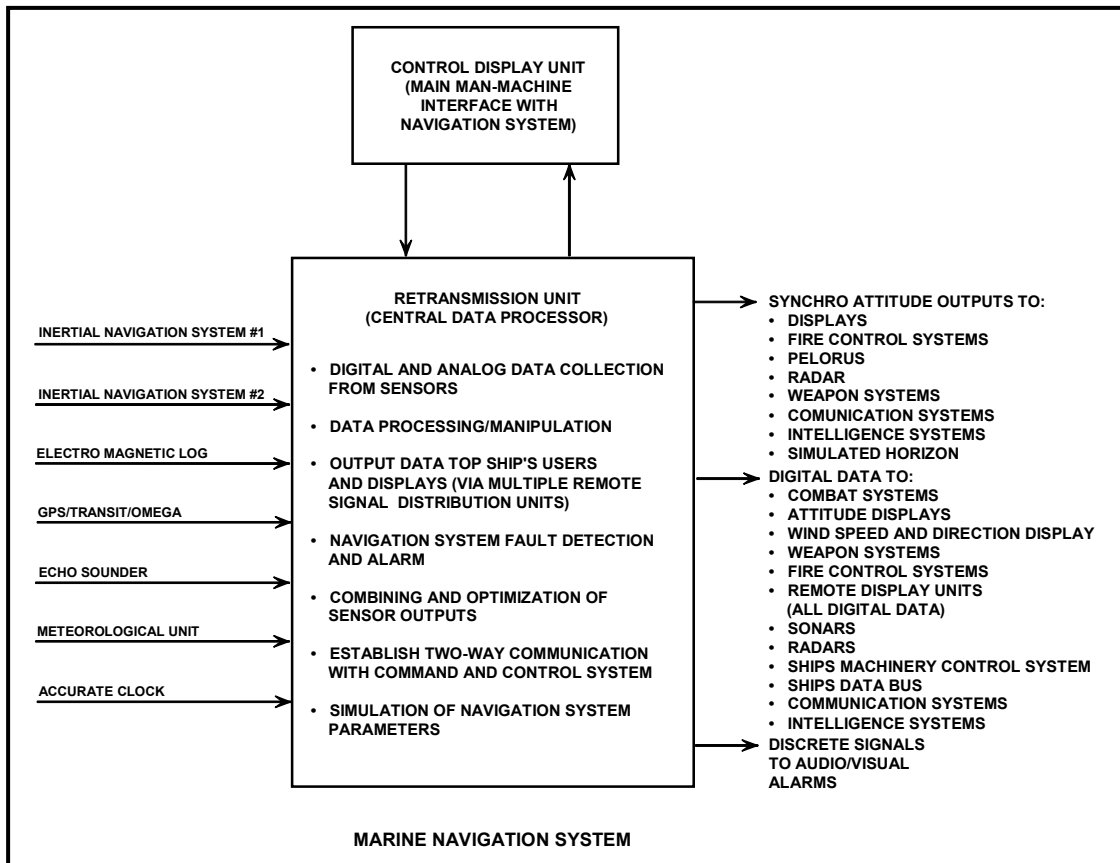 CONTROL DISPLAY UNIT
(MAIN MAN-MACHINE
INTERFACE WITH
NAVIGATION SYSTEM)
INERTIAL NAVIGATION SYSTEM #1
INERTIAL NAVIGATION SYSTEM #2
ELECTRO MAGNETIC LOG
GPS/TRANSIT/OMEGA
ECHO SOUNDER
METEOROLOGICAL UNIT
ACCURATE CLOCK
RETRANSMISSION UNIT
(CENTRAL DATA PROCESSOR)
• DIGITAL AND ANALOG DATA COLLECTION
FROM SENSORS
• DATA PROCESSING/MANIPULATION
• OUTPUT DATA TOP SHIP'S USERS
AND DISPLAYS (VIA MULTIPLE REMOTE
SIGNAL DISTRIBUTION UNITS)
• NAVIGATION SYSTEM FAULT DETECTION
AND ALARM
• COMBINING AND OPTIMIZATION OF
SENSOR OUTPUTS
• ESTABLISH TWO-WAY COMMUNICATION
WITH COMMAND AND CONTROL SYSTEM
• SIMULATION OF NAVIGATION SYSTEM
PARAMETERS
SYNCHRO ATTITUDE OUTPUTS TO:
• DISPLAYS
• FIRE CONTROL SYSTEMS
• PELORUS
• RADAR
• WEAPON SYSTEMS
• COMUNICATION SYSTEMS
• INTELLIGENCE SYSTEMS
• SIMULATED HORIZON
DIGITAL DATA TO:
• COMBAT SYSTEMS
• ATTITUDE DISPLAYS
• WIND SPEED AND DIRECTION DISPLAY
• WEAPON SYSTEMS
• FIRE CONTROL SYSTEMS
• REMOTE DISPLAY UNITS
(ALL DIGITAL DATA)
• SONARS
• RADARS
• SHIPS MACHINERY CONTROL SYSTEM
• SHIPS DATA BUS
• COMMUNICATION SYSTEMS
• INTELLIGENCE SYSTEMS
DISCRETE SIGNALS
TO AUDIO/VISUAL
ALARMS
MARINE NAVIGATION SYSTEM